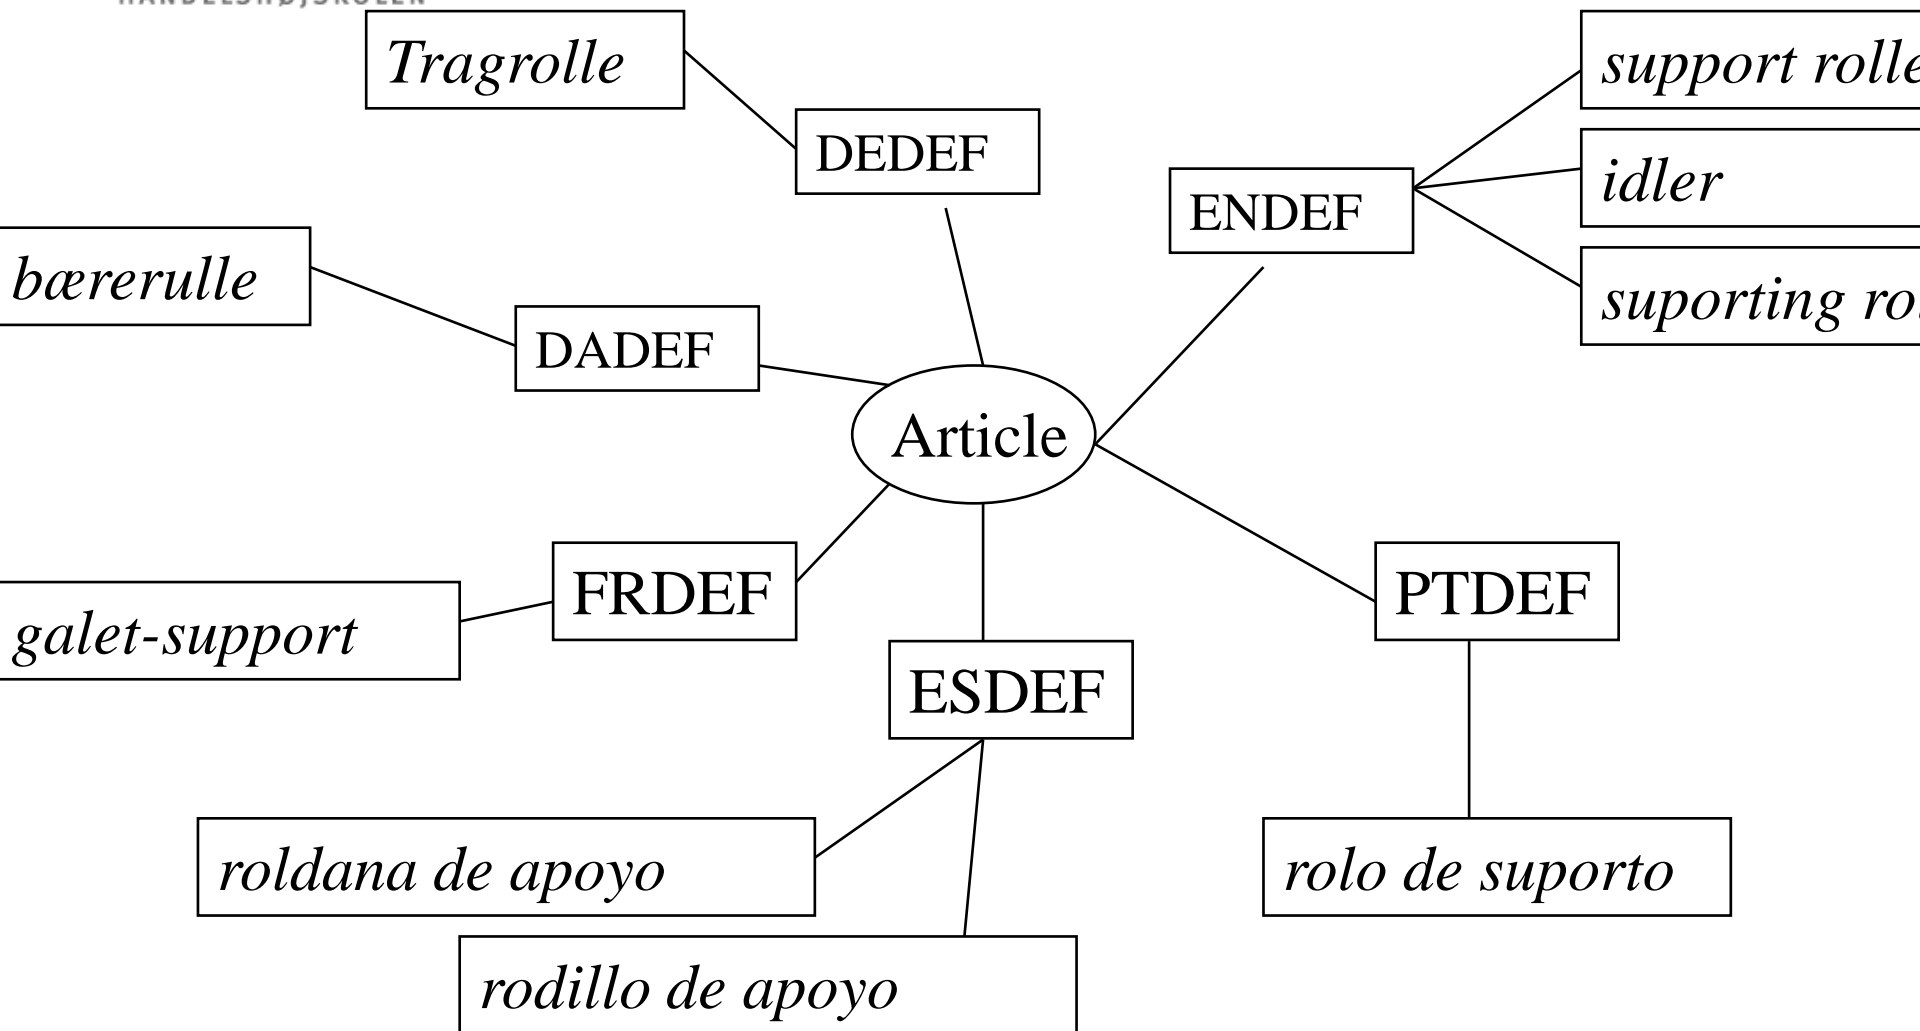 HANDELSHØJSKOLEN
Tragrolle
support rolle
DEDEF
idler
ENDEF
bærerulle
suporting ro
DADEF
Article
FRDEF
PTDEF
galet-support
ESDEF
roldana de apoyo
rolo de suporto
rodillo de apoyo